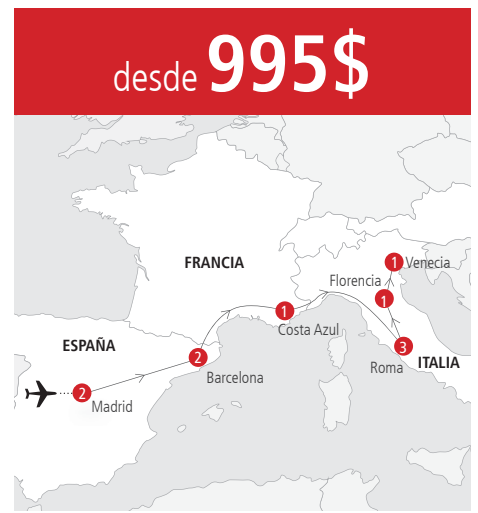 desde 995$
FRANCIA
1 Venecia
Florencia
1
1
Costa Azul
ESPAÑA
3
ITALIA
Roma
2
Barcelona
2
Madrid